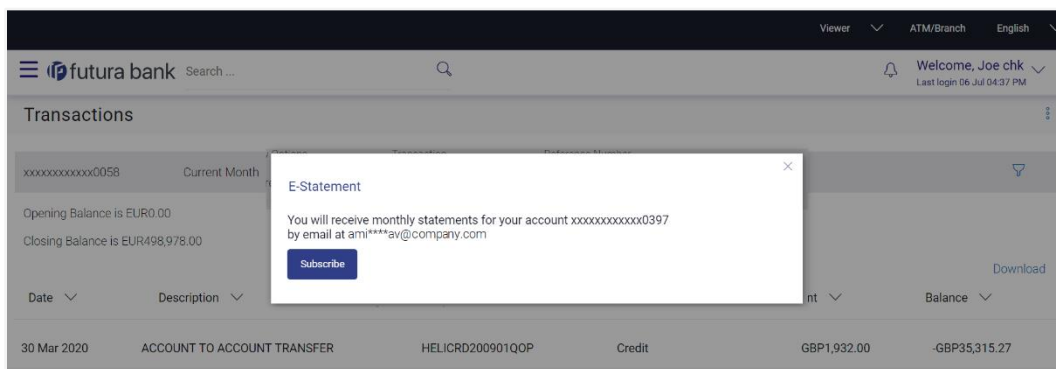 Viewer ATM/Branch English
futura bank Search ... Welcome, Joe chk
Last login 06 Jul 04:37 PM
Transactions
xxxxxxxxxxxx0058 Current Month
E-Statement
You will receive monthly statements for your account xxxxxxxxxxxx0397
by email at ami****av@company.com
Subscribe
Opening Balance is EUR0.00
Closing Balance is EUR498,978.00
Download
Date Description nt Balance
30 Mar 2020 ACCOUNT TO ACCOUNT TRANSFER HELICRD200901QOP Credit GBP1,932.00 -GBP35,315.27